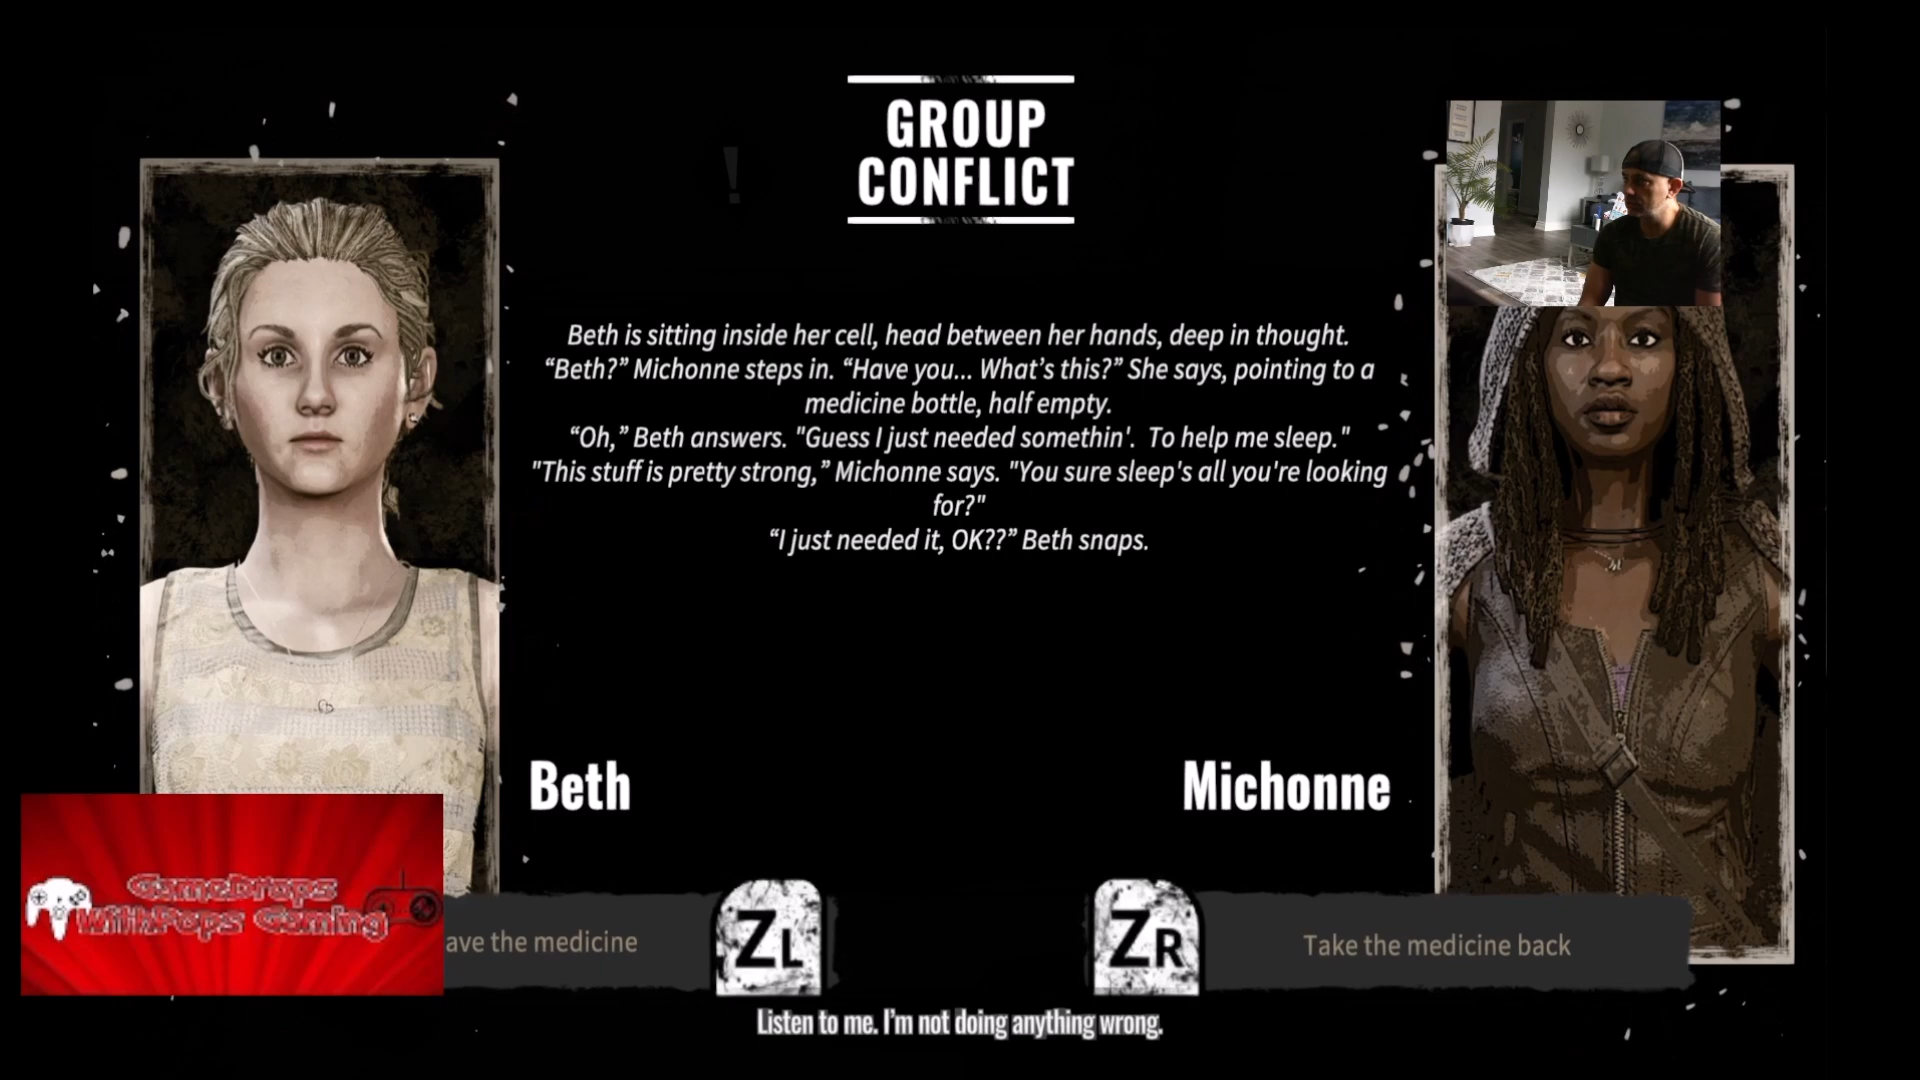 GROUP
CONFLICT
Beth is sitting inside her cell, head between her hands, deep in thought.
“Beth?” Michonne steps in. “Have you... What’s this?” She says, pointing to a
medicine bottle, half empty.
“Oh,” Beth answers. "Guess I just needed somethin'. To help me sleep."
"This stuff is pretty strong,” Michonne says. "You sure sleep's all you're looking
for?"
“I just needed it, OK??” Beth snaps.
Beth
Michonne
GameDrops
WithPops Gaming
ave the medicine
ZL
ZR
Take the medicine back
Listen to me. I’m not doing anything wrong.